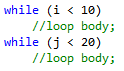 while (i < 10)
    //loop body;
while (j < 20)
    //loop body;